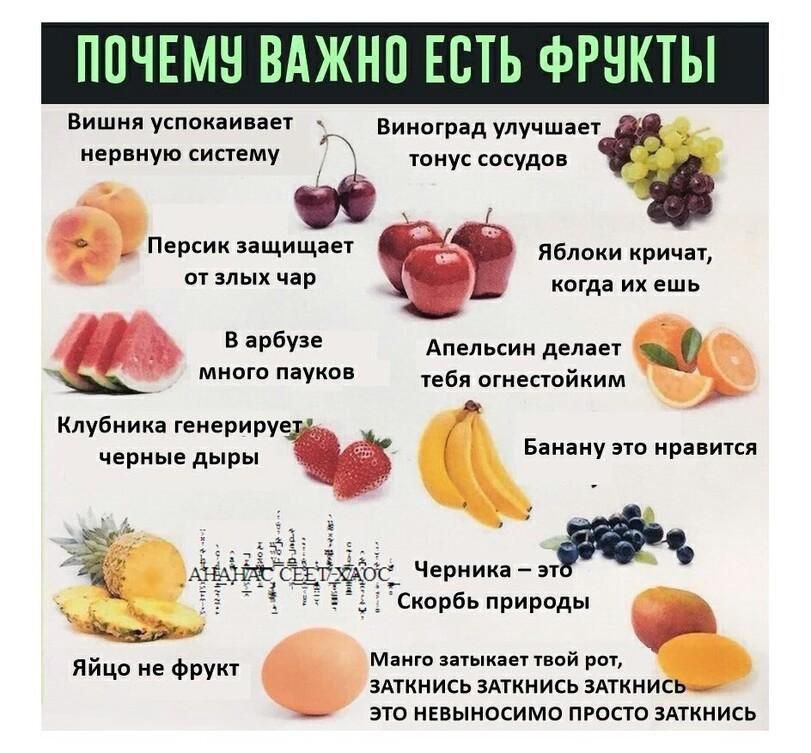 ПОЧЕМУ ВАЖНО ЕСТЬ ФРУКТЫ
Вишня успокаивает
нервную систему
Виноград улучшает
тонус сосудов
Персик защищает
от злых чар
Яблоки кричат,
когда их ешь
В арбузе
много пауков
Апельсин делает
тебя огнестойким
Клубника генерирует
черные дыры
Банану это нравится
АНАНАС СЕЕТ ХАОС
Черника – это
Скорбь природы
Яйцо не фрукт
Манго затыкает твой рот,
ЗАТКНИСЬ ЗАТКНИСЬ ЗАТКНИСЬ
ЭТО НЕВЫНОСИМО ПРОСТО ЗАТКНИСЬ